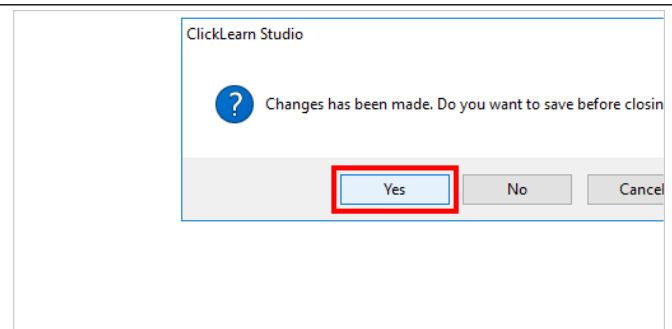 ClickLearn Studio
Changes has been made. Do you want to save before closin
Yes
No
Cancel